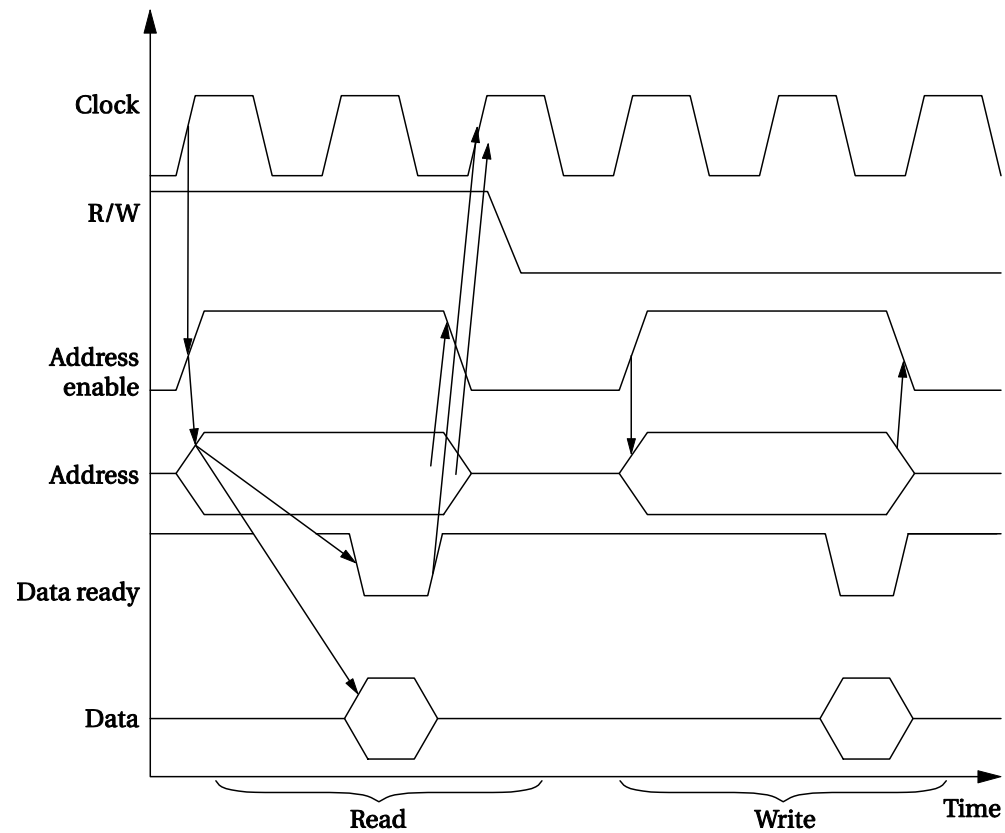 Clock
R/W
Address
enable
Address
Data ready
Data
Read
Write
Time